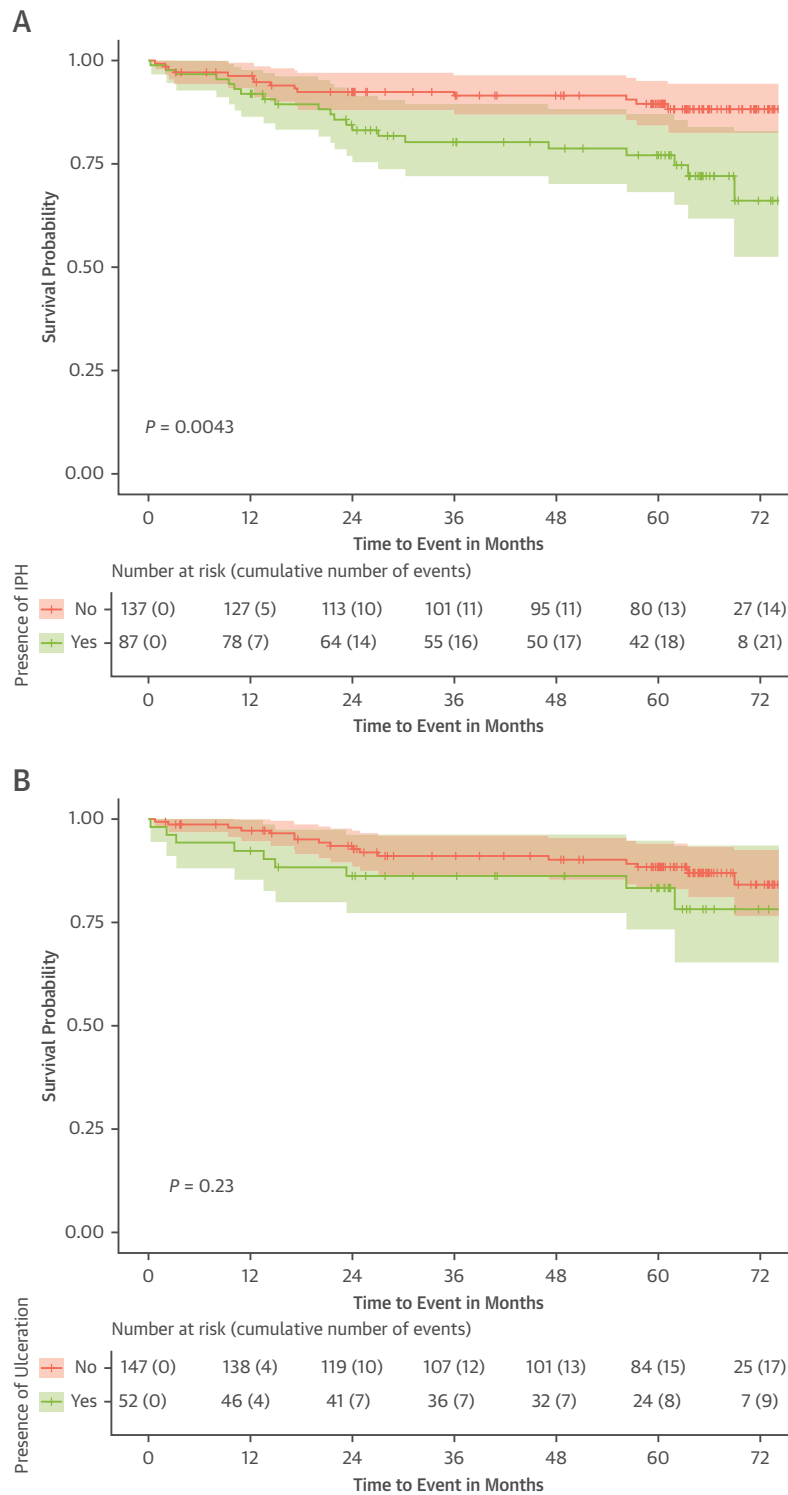 A
1.00
0.75
0.50
0.25
0.00
Survival Probability
P = 0.0043
0 12 24 36 48 60 72
Time to Event in Months
Number at risk (cumulative number of events)
Presence of IPH
No 137 (0) 127 (5) 113 (10) 101 (11) 95 (11) 80 (13) 27 (14)
Yes 87 (0) 78 (7) 64 (14) 55 (16) 50 (17) 42 (18) 8 (21)
0 12 24 36 48 60 72
Time to Event in Months
B
1.00
0.75
0.50
0.25
0.00
Survival Probability
P = 0.23
0 12 24 36 48 60 72
Time to Event in Months
Number at risk (cumulative number of events)
Presence of Ulceration
No 147 (0) 138 (4) 119 (10) 107 (12) 101 (13) 84 (15) 25 (17)
Yes 52 (0) 46 (4) 41 (7) 36 (7) 32 (7) 24 (8) 7 (9)
0 12 24 36 48 60 72
Time to Event in Months